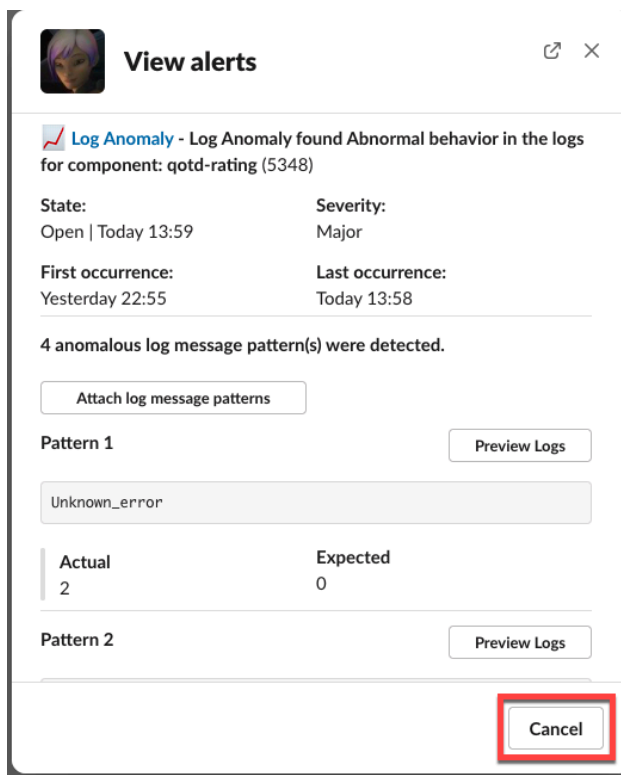 View alerts
Log Anomaly - Log Anomaly found Abnormal behavior in the logs
for component: qotd-rating (5348)
State: Severity:
Open | Today 13:59 Major
First occurrence: Last occurrence:
Yesterday 22:55 Today 13:58
4 anomalous log message pattern(s) were detected.
Attach log message patterns
Pattern 1 Preview Logs
Unknown_error
Actual Expected
2 0
Pattern 2 Preview Logs
Cancel